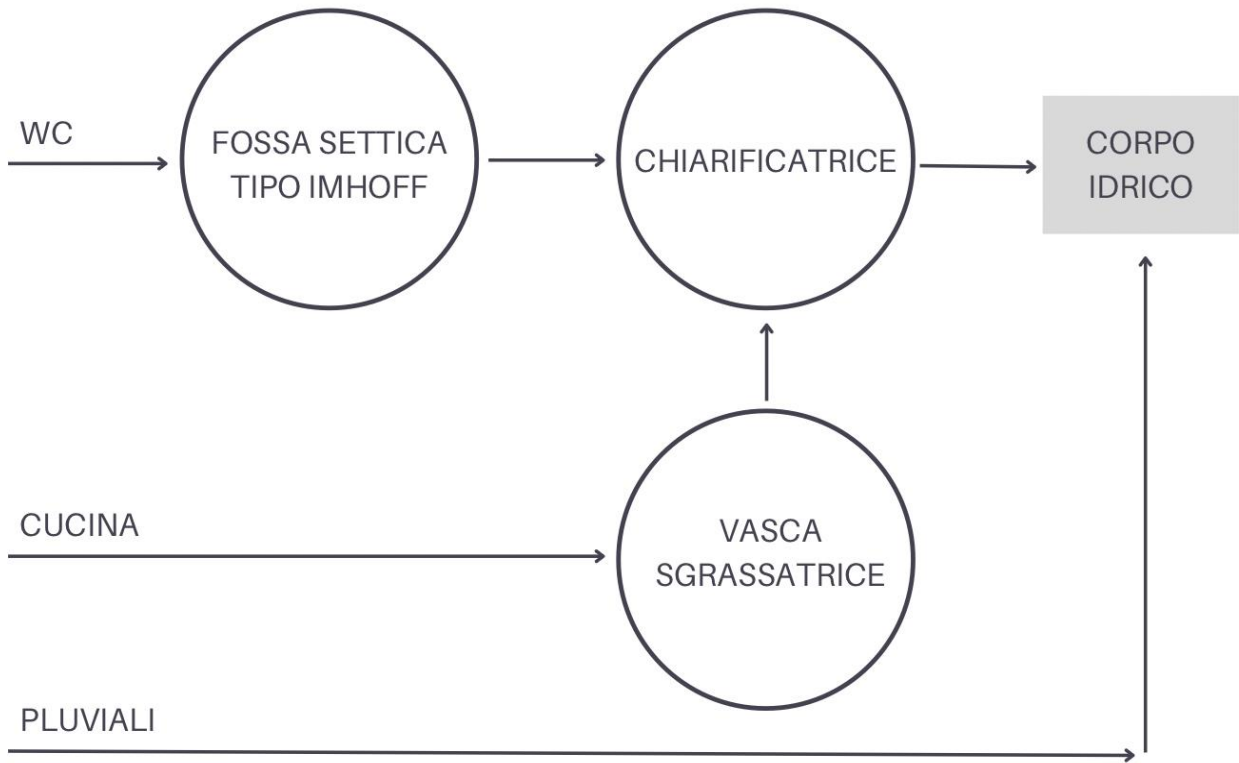 WC
FOSSA SETTICA
TIPO IMHOFF
CHIARIFICATRICE
CORPO
IDRICO
CUCINA
VASCA
SGRASSATRICE
PLUVIALI